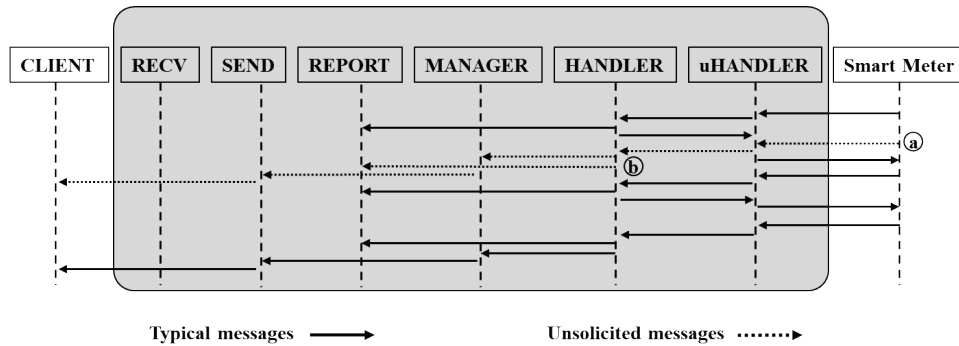 CLIENT RECV SEND REPORT MANAGER HANDLER uHANDLER Smart Meter
a
b
Typical messages Unsolicited messages